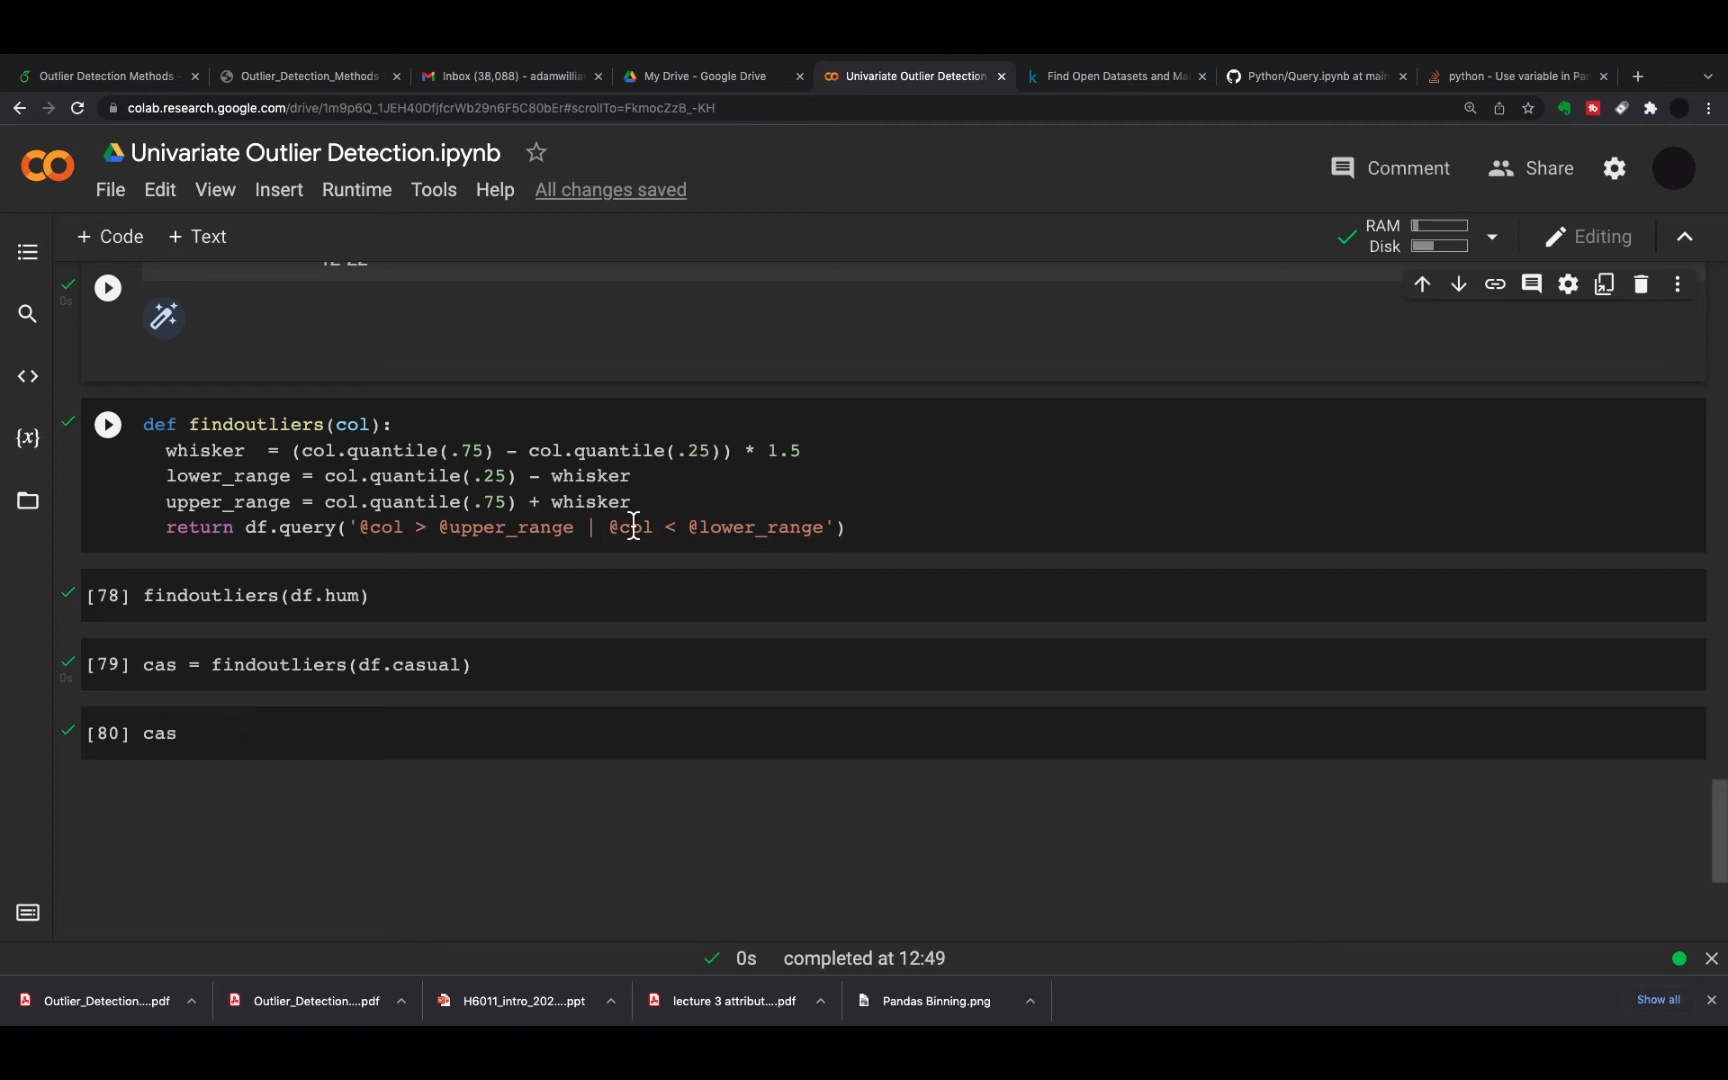 Outlier Detection Methods -
Outlier_Detection_Methods
Inbox (38,088) - adamwillia
My Drive - Google Drive
Univariate Outlier Detection.
Find Open Datasets and Ma
Python/Query.ipynb at main
python - Use variable in Pan
colab.research.google.com/drive/1m9p6Q_1JEH40DfjfcrWb29n6F5C80bEr#scrollTo=FkmocZzB_-KH
Univariate Outlier Detection.ipynb
Comment
Share
File Edit View Insert Runtime Tools Help All changes saved
+ Code + Text
RAM
Disk
Editing
0s
def findoutliers(col):
whisker  = (col.quantile(.75) - col.quantile(.25)) * 1.5
lower_range = col.quantile(.25) - whisker
upper_range = col.quantile(.75) + whisker
return df.query('@col > @upper_range | @col < @lower_range')
[78] findoutliers(df.hum)
[79] cas = findoutliers(df.casual)
0s
[80] cas
0s completed at 12:49
Outlier_Detection....pdf
Outlier_Detection....pdf
H6011_intro_202....ppt
lecture 3 attribut....pdf
Pandas Binning.png
Show all